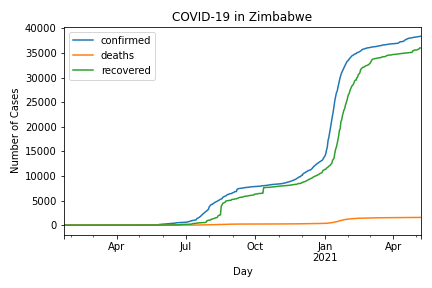 COVID-19 in Zimbabwe
confirmed
deaths
recovered
Number of Cases
40000
35000
30000
25000
20000
15000
10000
5000
0
Apr
Jul
Oct
Jan
2021
Apr
Day